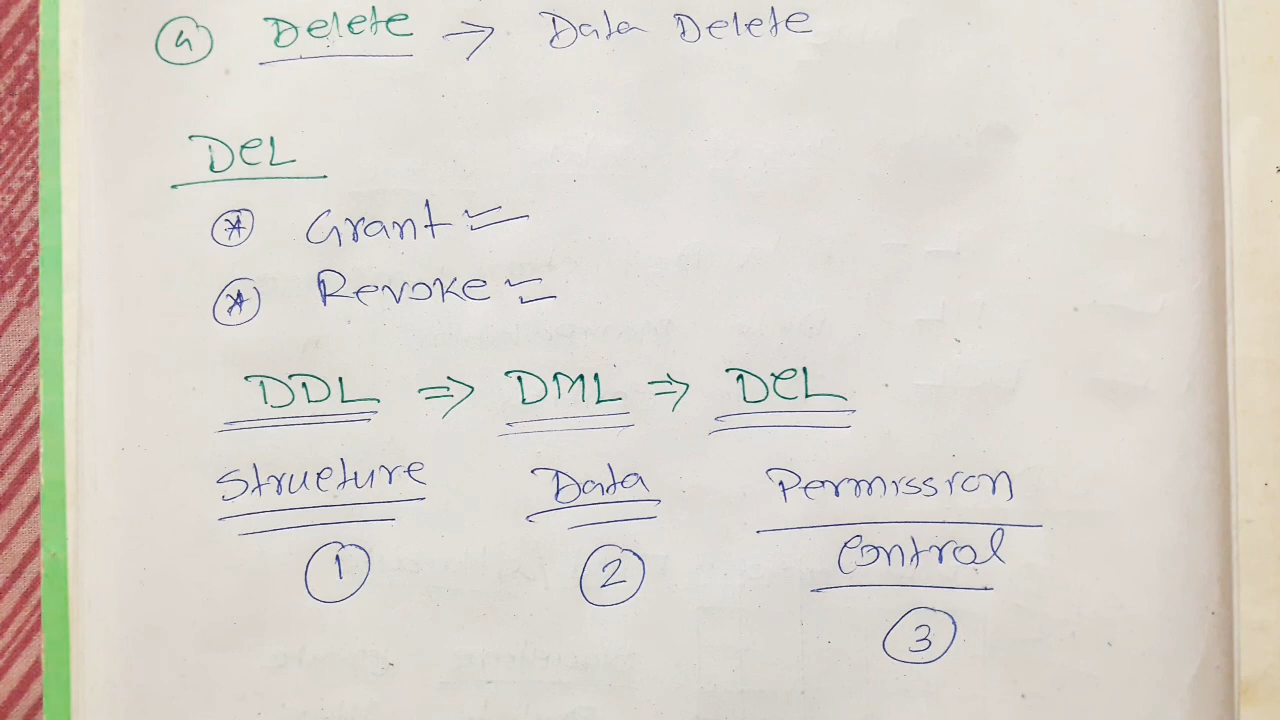 4 Delete → Data Delete
DCL
* Grant
* Revoke
DDL ⇒ DML ⇒ DCL
Structure Data Permission
Control
1 2
3